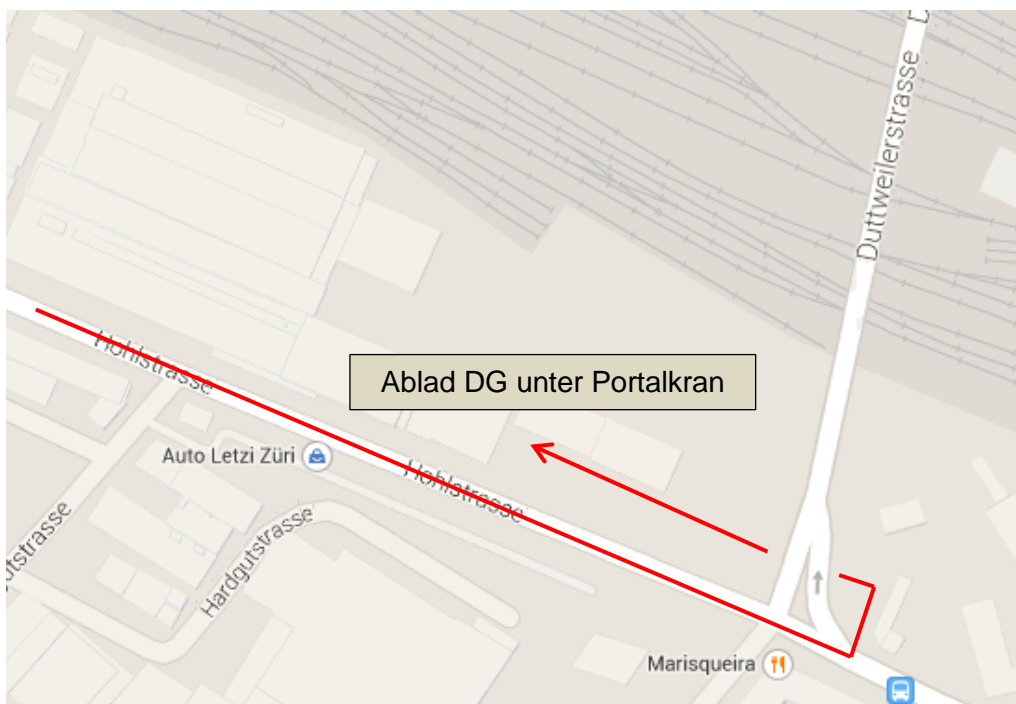 D
Duttweilerstrasse
Hohlstrasse
Ablad DG unter Portalkran
Auto Letzi Züri
Hohlstrasse
Hardgutstrasse
Marisqueira